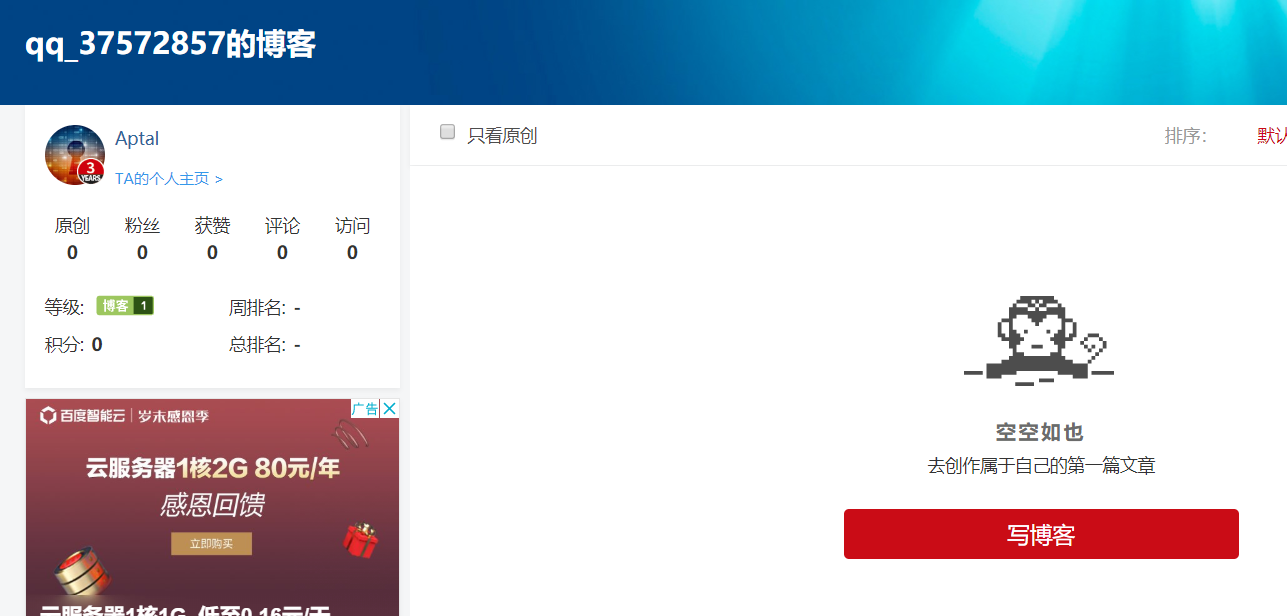 qq_37572857的博客
Aptal
3
YEARS
TA的个人主页 >
原创 粉丝 获赞 评论 访问
0 0 0 0 0
等级: 博客 1 周排名: -
积分: 0 总排名: -
只看原创 排序: 默认
空空如也
去创作属于自己的第一篇文章
写博客
广告
百度智能云 | 岁末感恩季
云服务器1核2G 80元/年
感恩回馈
立即购买
云服务器1核1G 低至0.16元/天